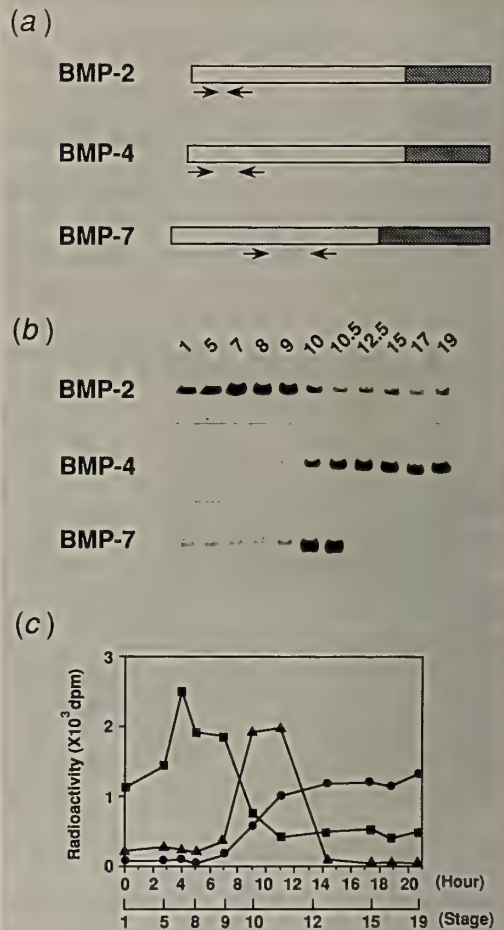 (a)
BMP-2
BMP-4
BMP-7
(b)
1 5 7 8 9 10 10.5 12.5 15 17 19
BMP-2
BMP-4
BMP-7
(c)
Radioactivity (X10³ dpm)
3
2
1
0
0 2 4 6 8 10 12 14 16 18 20 (Hour)
1 5 8 9 10 12 15 19 (Stage)